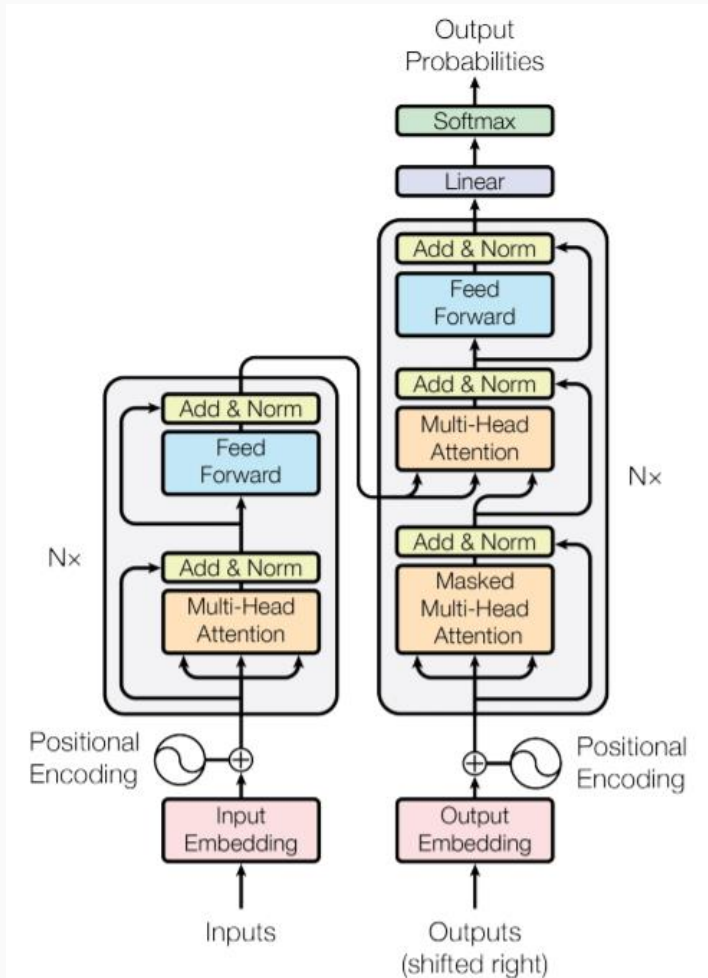 Output
Probabilities
Softmax
Linear
Add & Norm
Feed
Forward
Add & Norm
Multi-Head
Attention
Nx
Add & Norm
Masked
Multi-Head
Attention
Add & Norm
Feed
Forward
Nx
Add & Norm
Multi-Head
Attention
Positional
Encoding
Positional
Encoding
Input
Embedding
Output
Embedding
Inputs
Outputs
(shifted right)